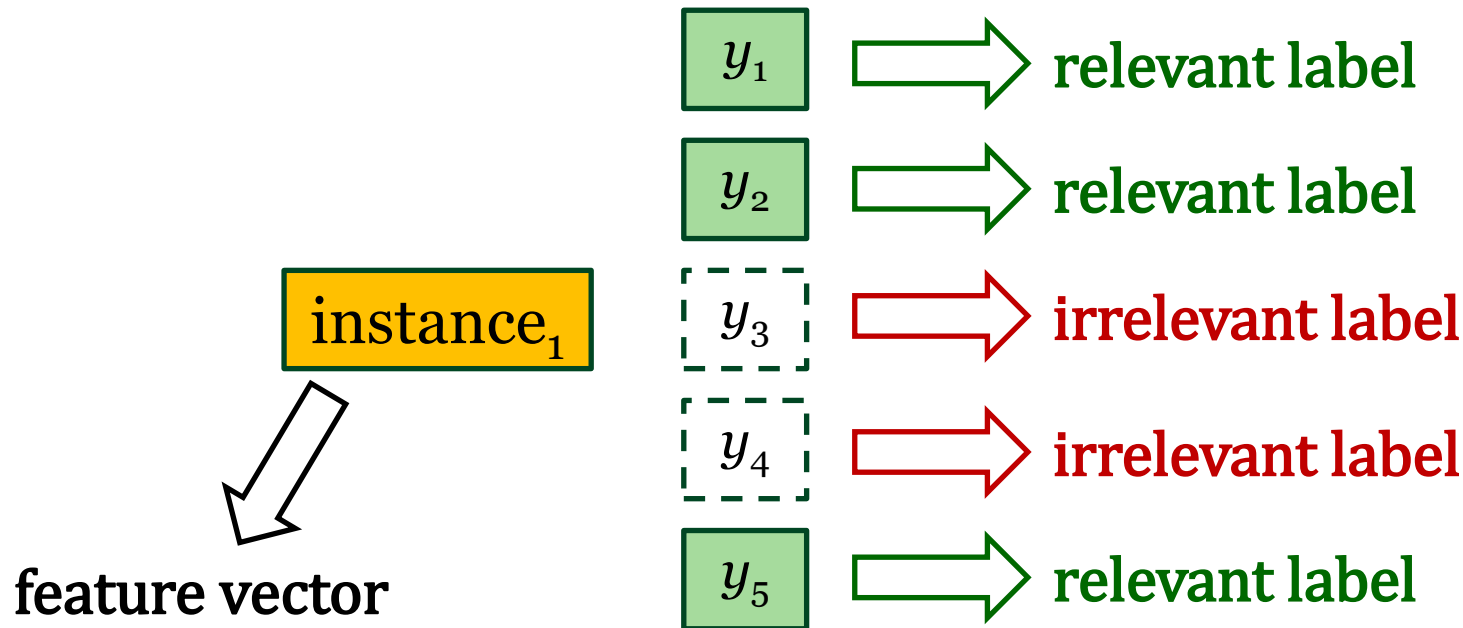 y₁ relevant label
y₂ relevant label
instance₁ y₃ irrelevant label
y₄ irrelevant label
feature vector y₅ relevant label